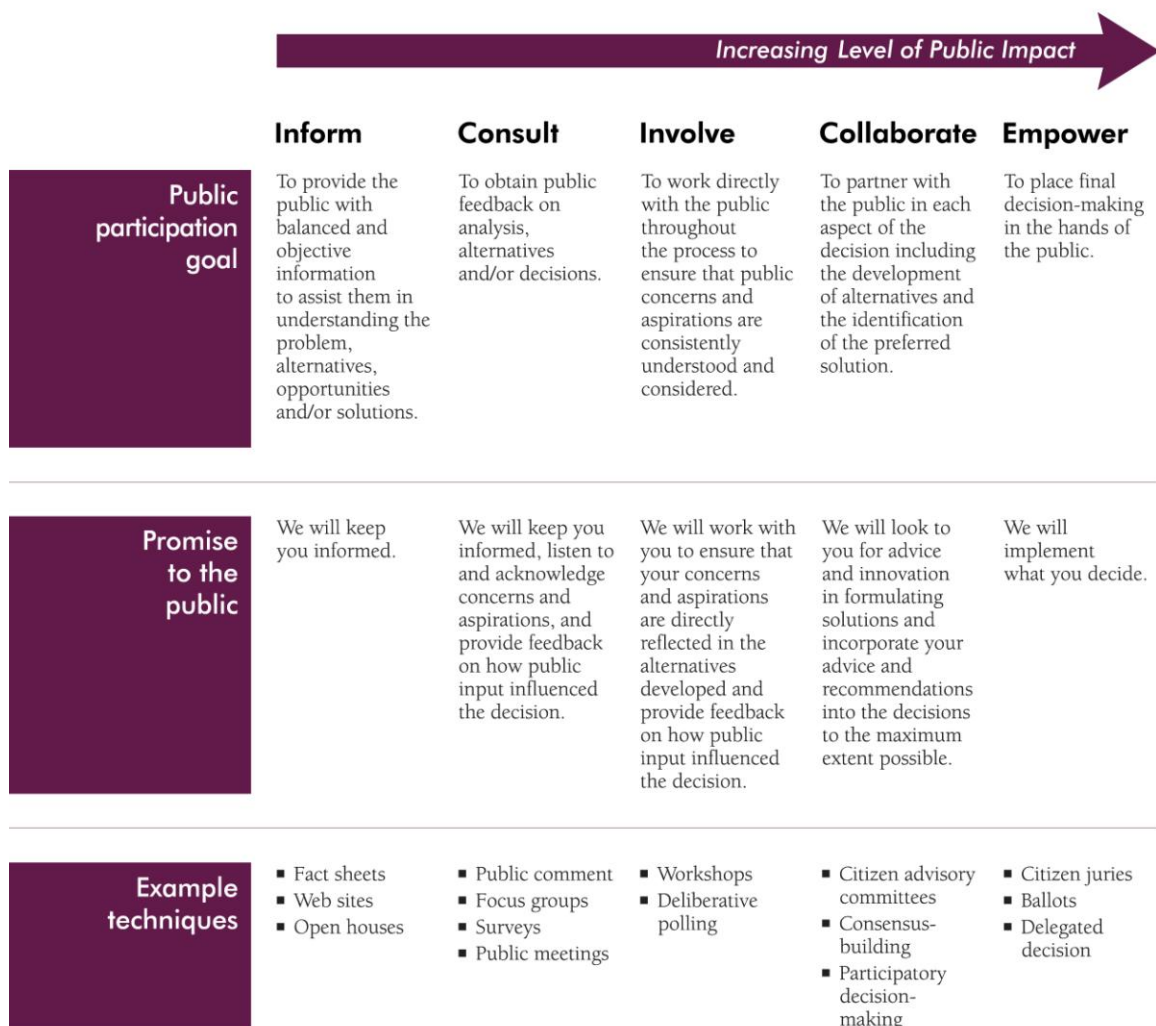 Increasing Level of Public Impact
Inform
Consult
Involve
Collaborate
Empower
Public
participation
goal
To provide the
public with
balanced and
objective
information
to assist them in
understanding the
problem,
alternatives,
opportunities
and/or solutions.
To obtain public
feedback on
analysis,
alternatives
and/or decisions.
To work directly
with the public
throughout
the process to
ensure that public
concerns and
aspirations are
consistently
understood and
considered.
To partner with
the public in each
aspect of the
decision including
the development
of alternatives and
the identification
of the preferred
solution.
To place final
decision-making
in the hands of
the public.
Promise
to the
public
We will keep
you informed.
We will keep you
informed, listen to
and acknowledge
concerns and
aspirations, and
provide feedback
on how public
input influenced
the decision.
We will work with
you to ensure that
your concerns
and aspirations
are directly
reflected in the
alternatives
developed and
provide feedback
on how public
input influenced
the decision.
We will look to
you for advice
and innovation
in formulating
solutions and
incorporate your
advice and
recommendations
into the decisions
to the maximum
extent possible.
We will
implement
what you decide.
Example
techniques
▪ Fact sheets
▪ Web sites
▪ Open houses
▪ Public comment
▪ Focus groups
▪ Surveys
▪ Public meetings
▪ Workshops
▪ Deliberative
polling
▪ Citizen advisory
committees
▪ Consensus-
building
▪ Participatory
decision-
making
▪ Citizen juries
▪ Ballots
▪ Delegated
decision